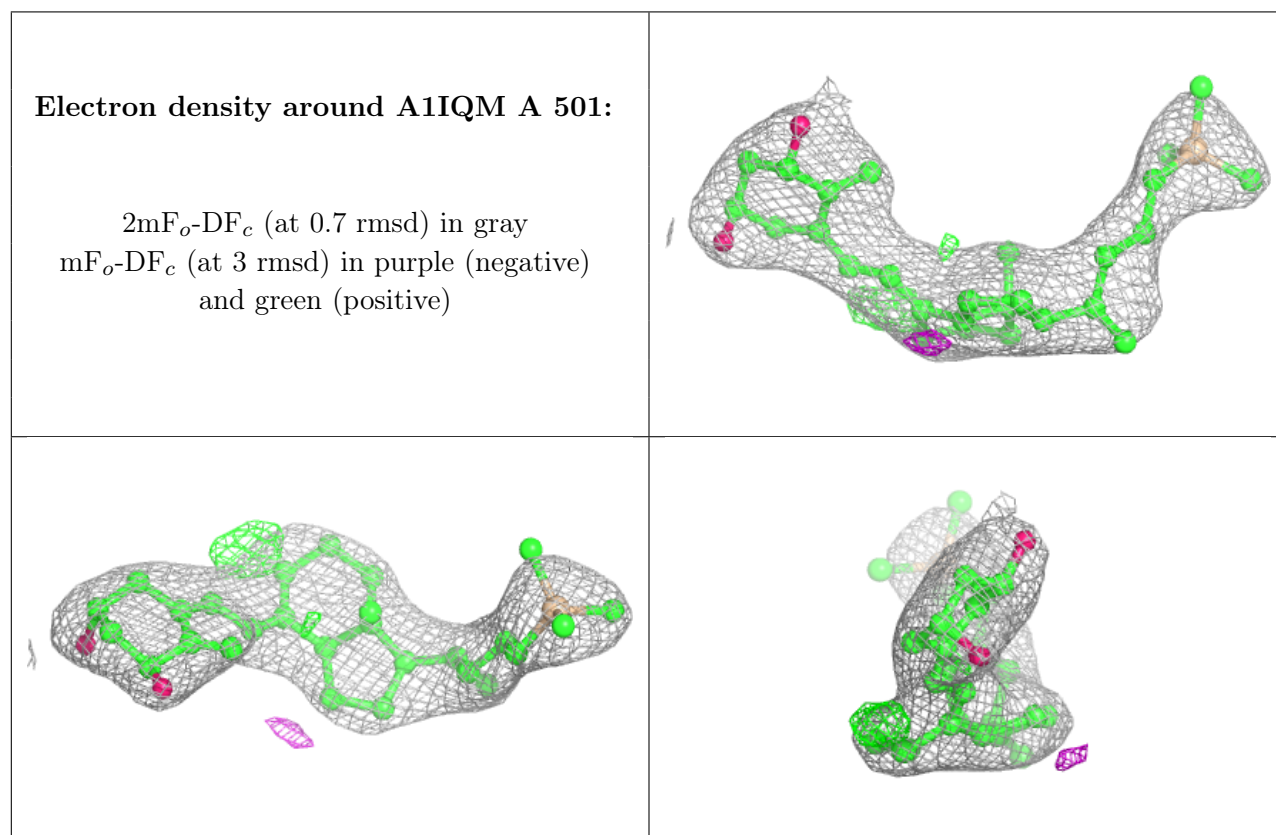 Electron density around A1IQM A 501:
2mFₒ-DF𝒸 (at 0.7 rmsd) in gray
mFₒ-DF𝒸 (at 3 rmsd) in purple (negative)
and green (positive)